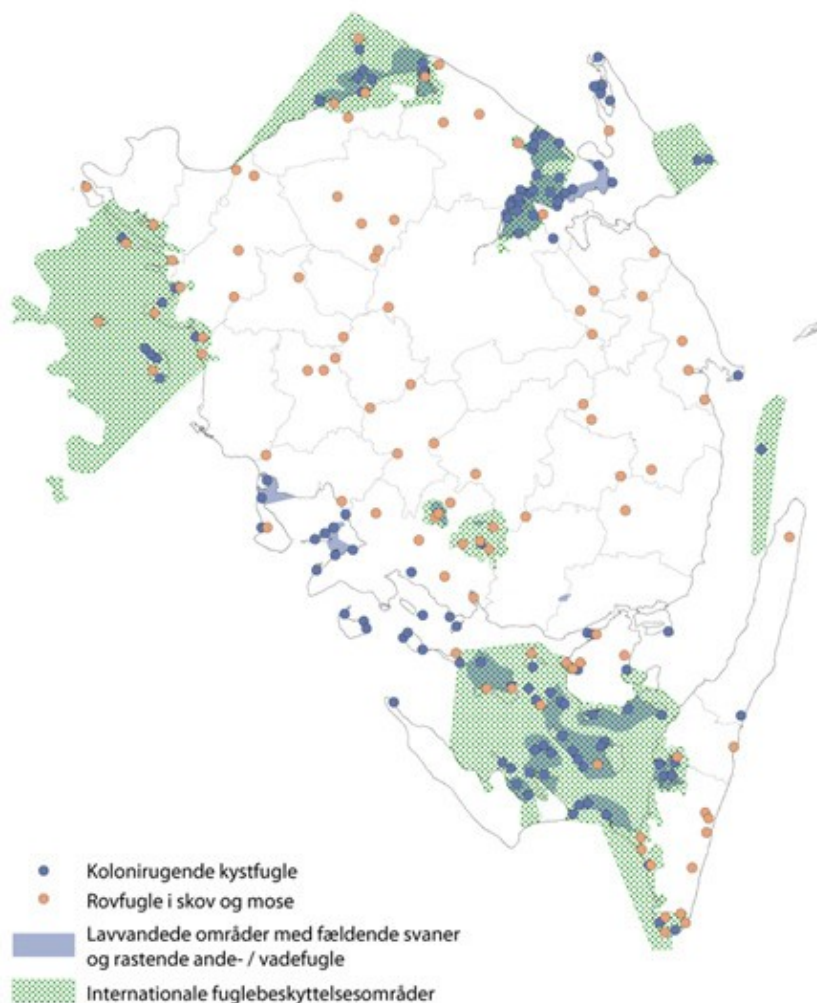 Kolonirugende kystfugle
Rovfugle i skov og mose
Lavvandede områder med fældende svaner
og rastende ande- / vadefugle
Internationale fuglebeskyttelsesområder